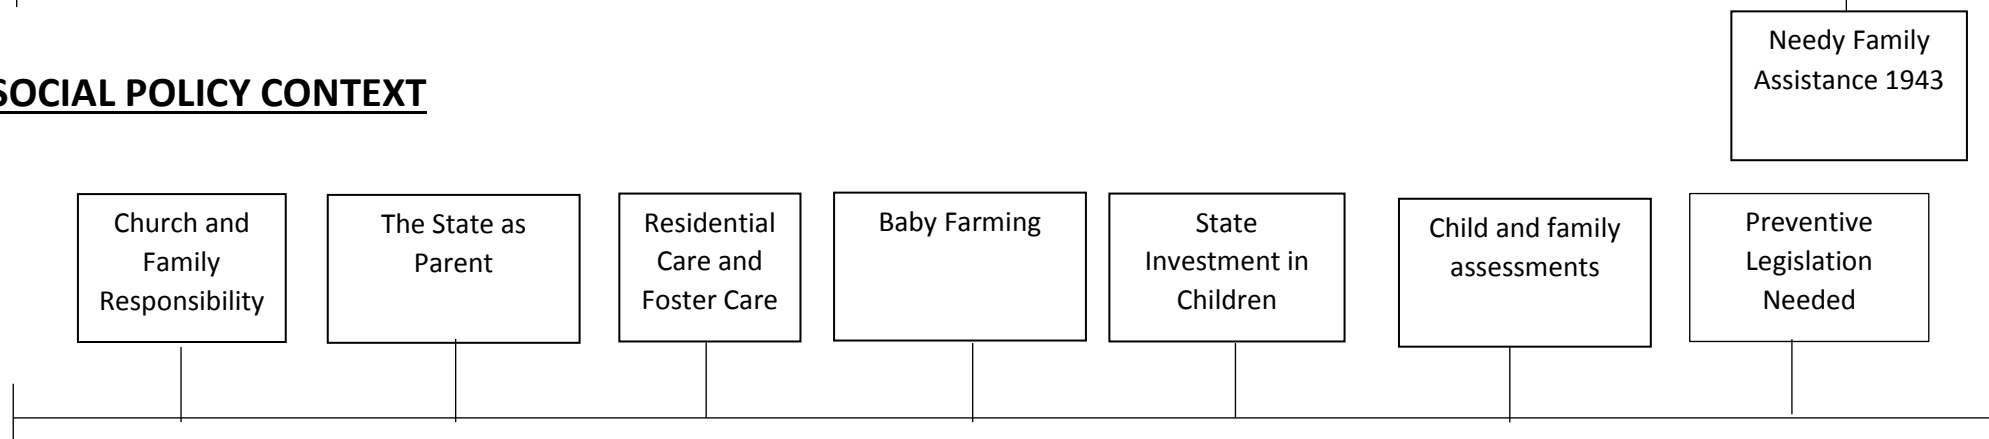 Needy Family
Assistance 1943
SOCIAL POLICY CONTEXT
Church and
Family
Responsibility
The State as
Parent
Residential
Care and
Foster Care
Baby Farming
State
Investment in
Children
Child and family
assessments
Preventive
Legislation
Needed